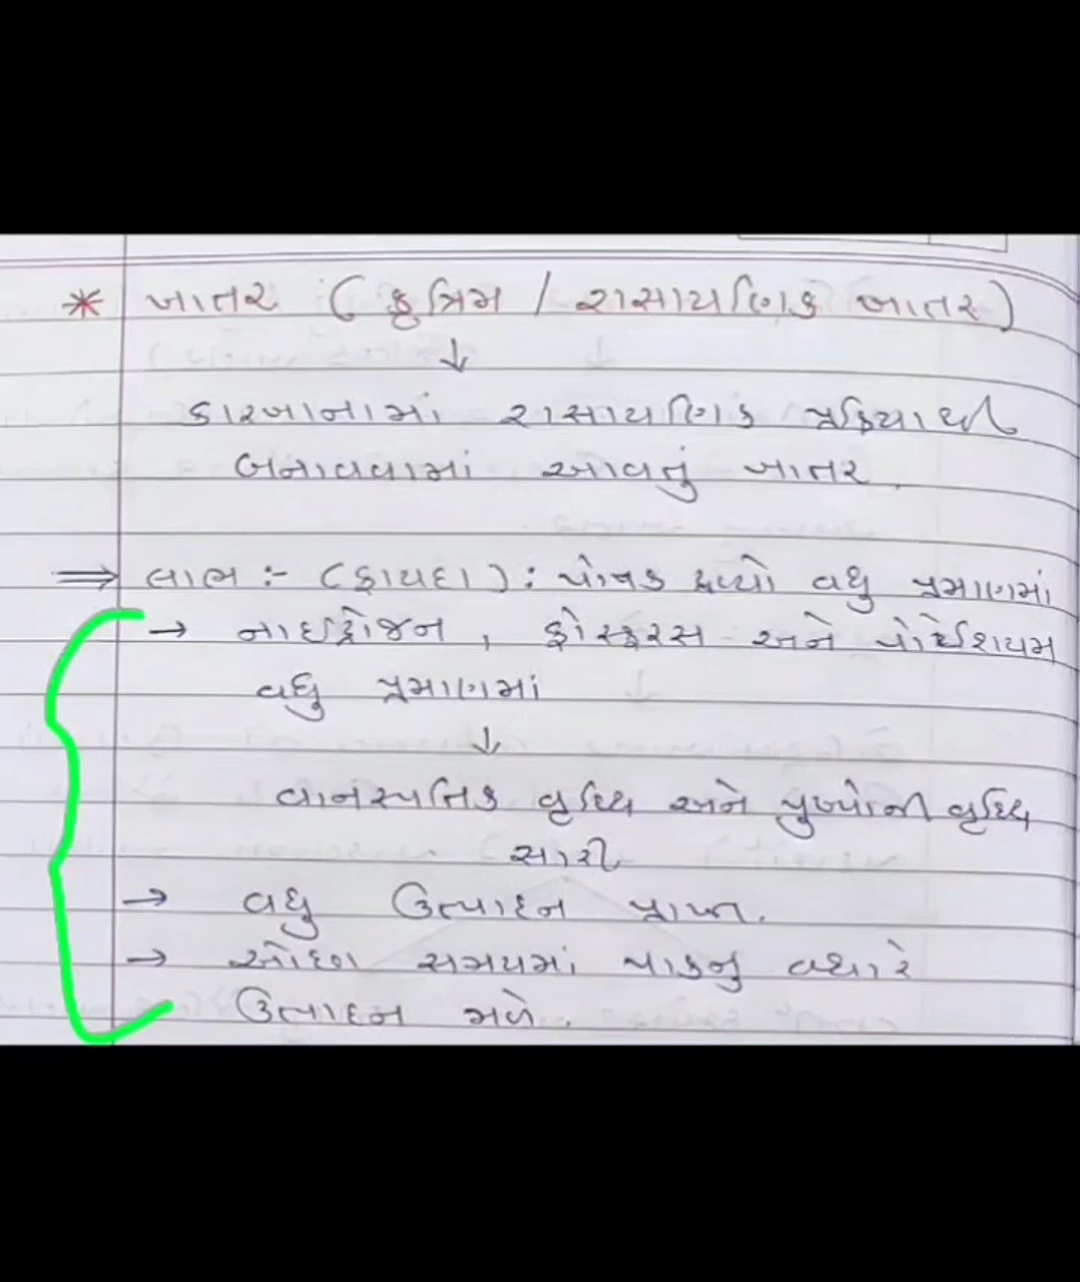 * ખાતર (કૃત્રિમ / રાસાયણિક ખાતર)
↓
કારખાનામાં રાસાયણિક પ્રક્રિયાથી
બનાવવામાં આવતું ખાતર.
⇒ લાભ :- (ફાયદા) : પોષક દ્રવ્યો વધુ પ્રમાણમાં
→ નાઇટ્રોજન, ફોસ્ફરસ અને પોટેશિયમ
વધુ પ્રમાણમાં
↓
વાનસ્પતિક વૃદ્ધિ અને પુષ્પોની વૃદ્ધિ
સારી
→ વધુ ઉત્પાદન પ્રાપ્ત.
→ ઓછા સમયમાં પાકનું વધારે
ઉત્પાદન મળે.